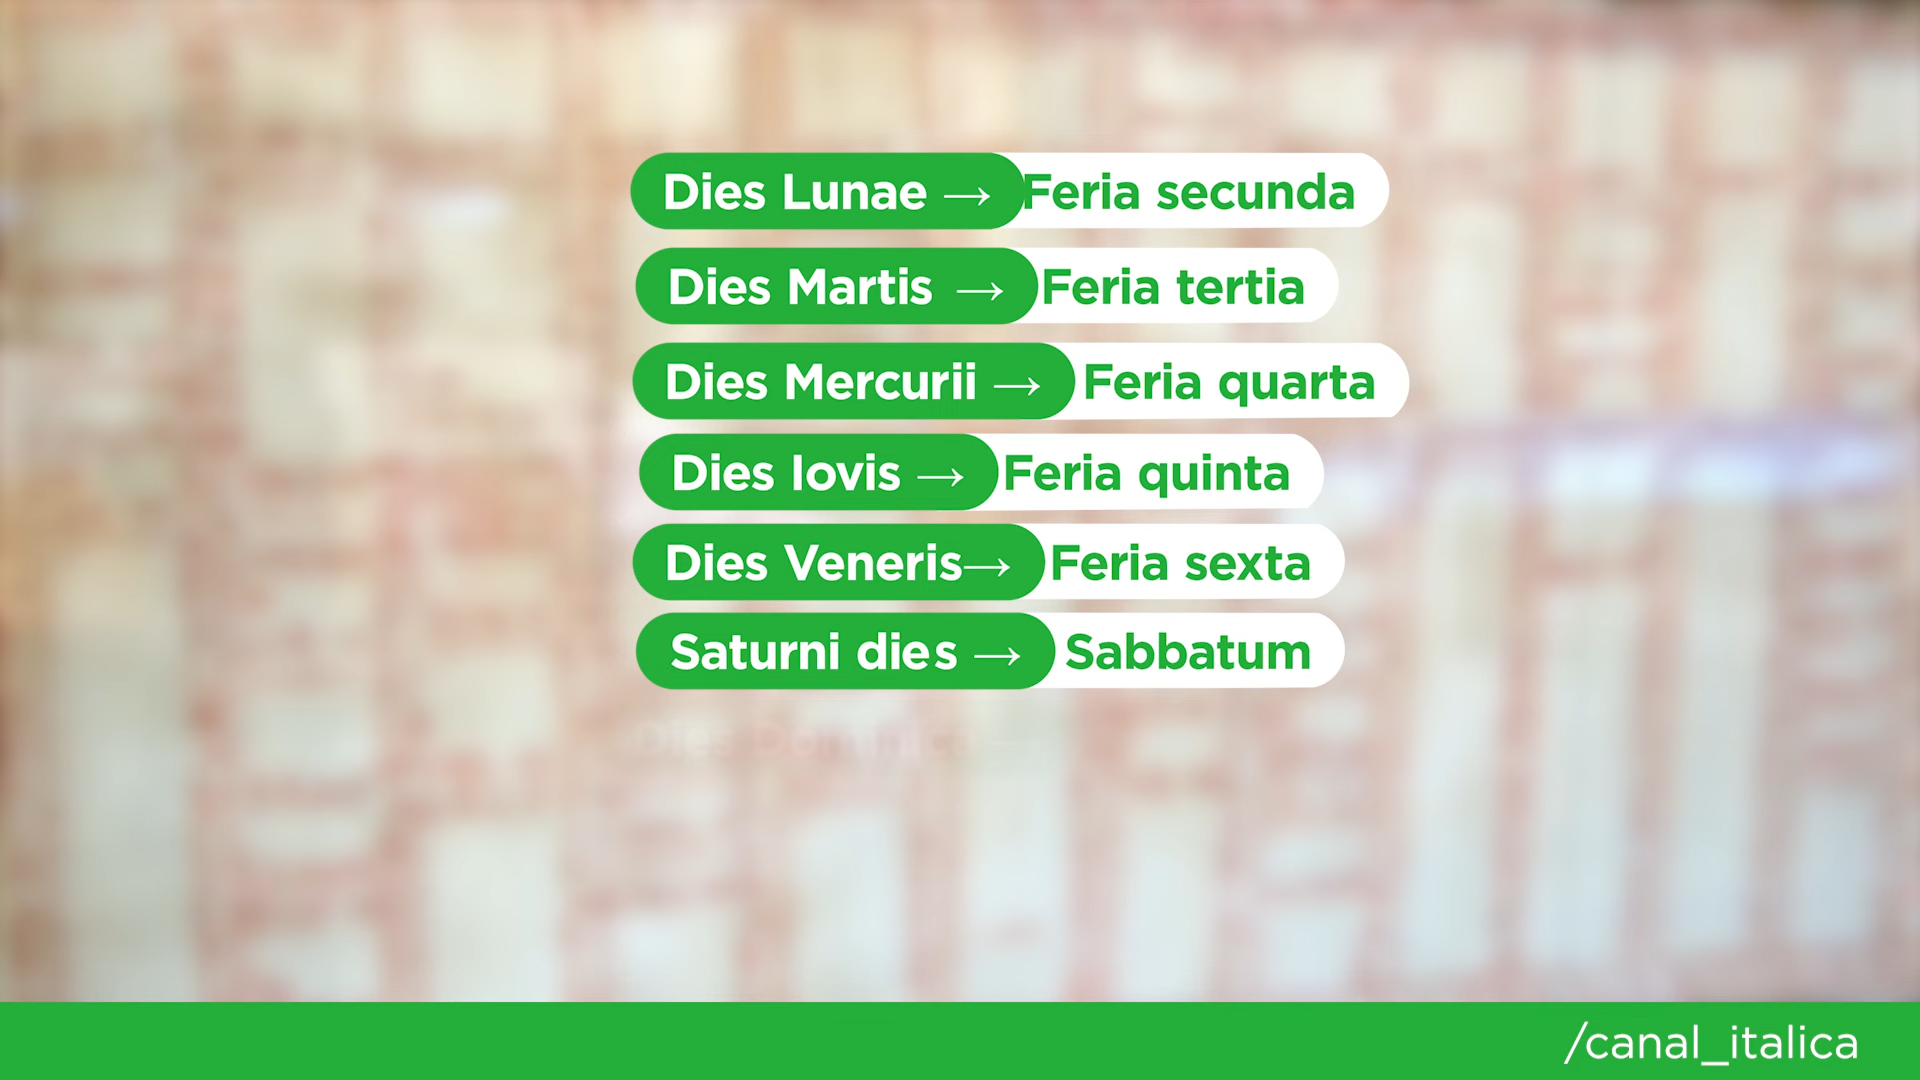 Dies Lunae → Feria secunda
Dies Martis → Feria tertia
Dies Mercurii → Feria quarta
Dies Iovis → Feria quinta
Dies Veneris→ Feria sexta
Saturni dies → Sabbatum
/canal_italica